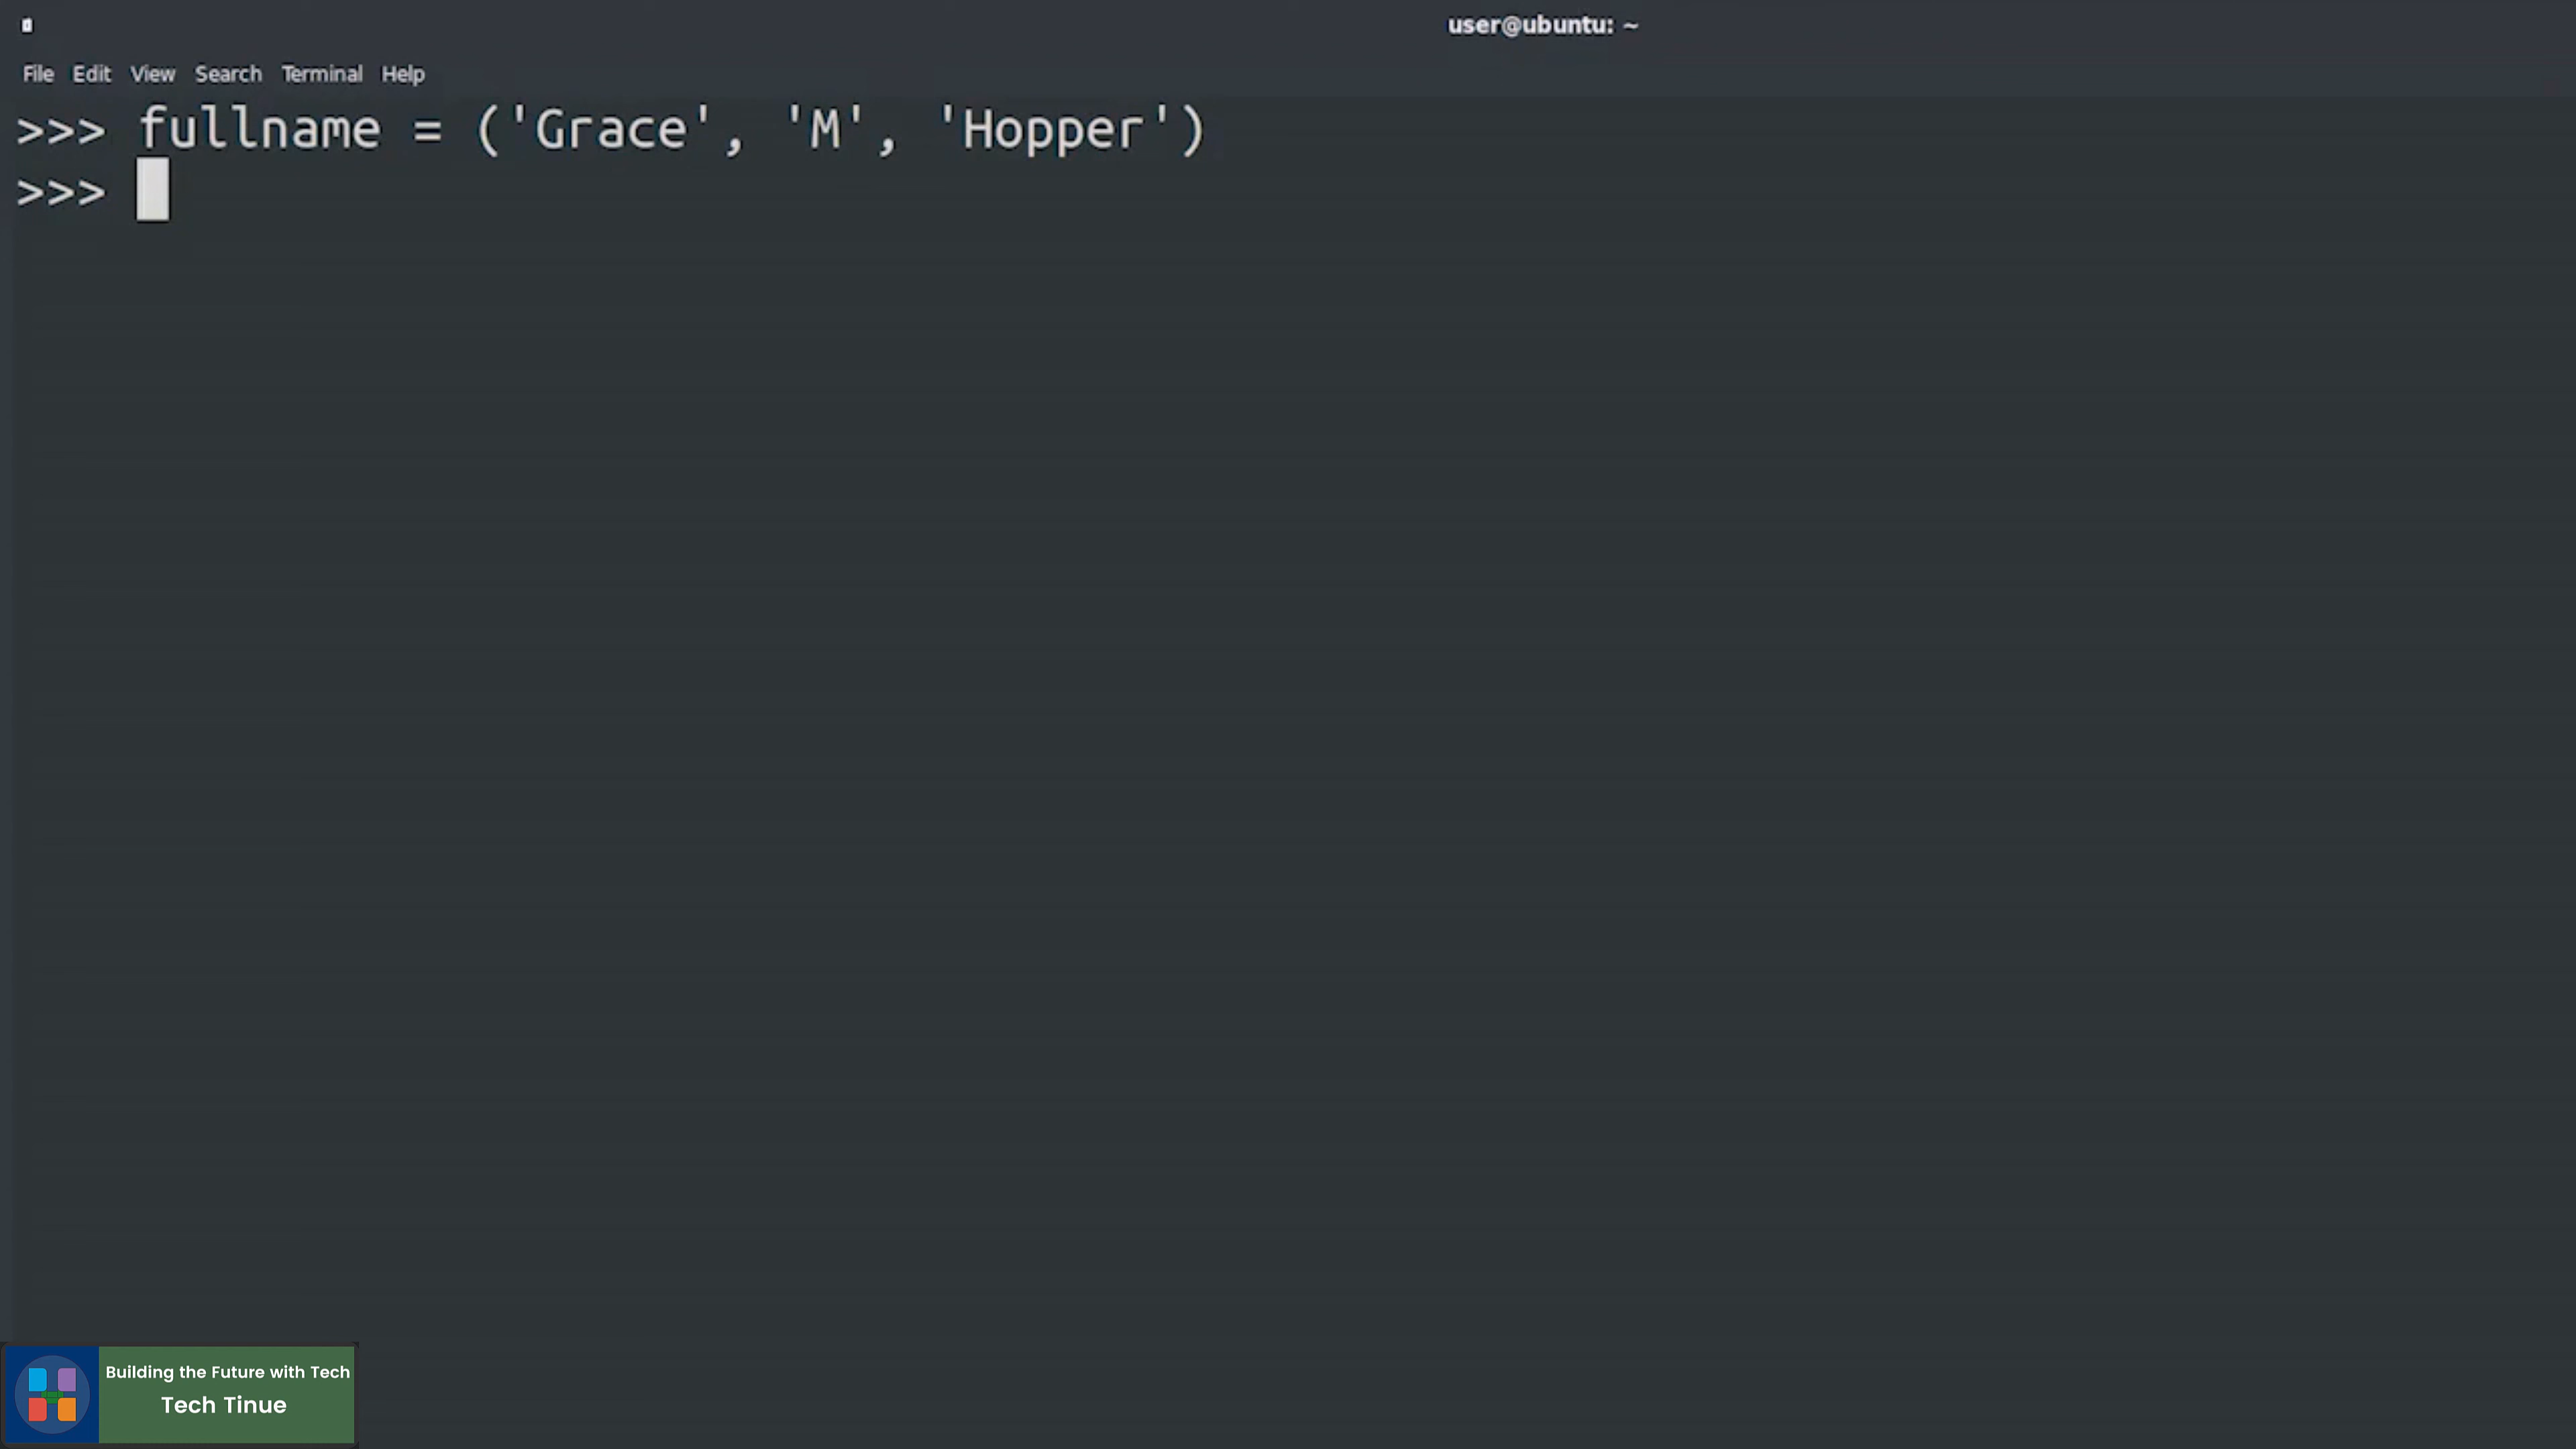 user@ubuntu: ~
File Edit View Search Terminal Help
>>> fullname = ('Grace', 'M', 'Hopper')
>>>
Building the Future with Tech
Tech Tinue